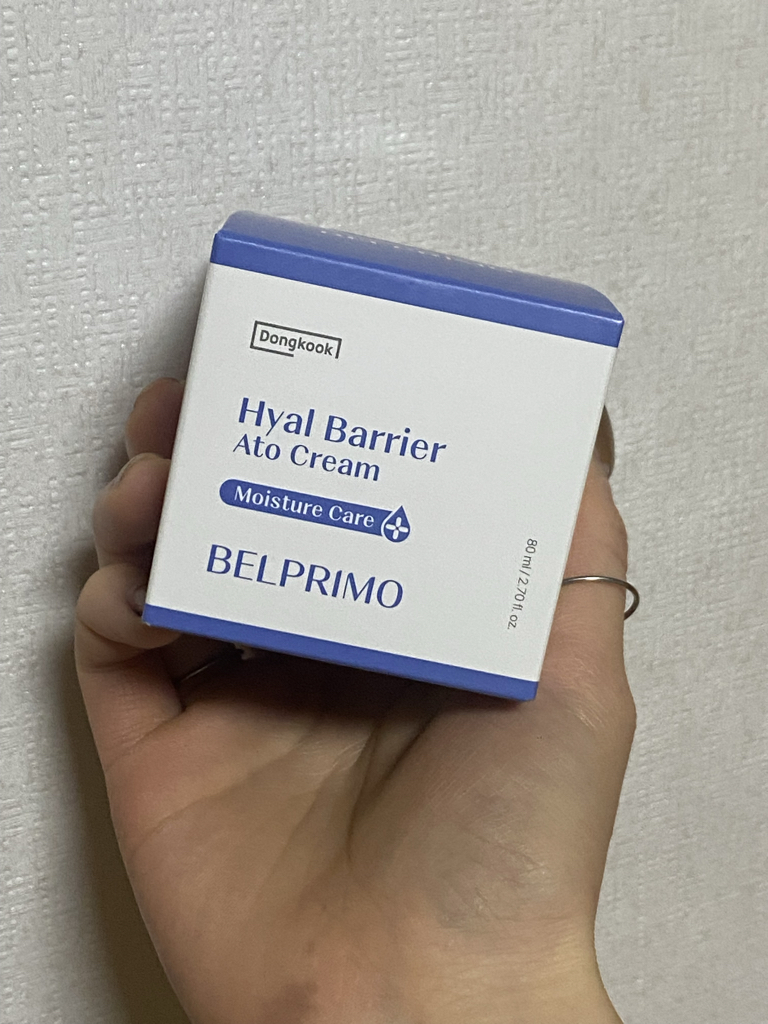 Dongkook
Hyal Barrier
Ato Cream
Moisture Care
BELPRIMO
80 ml / 2.70 fl. oz.